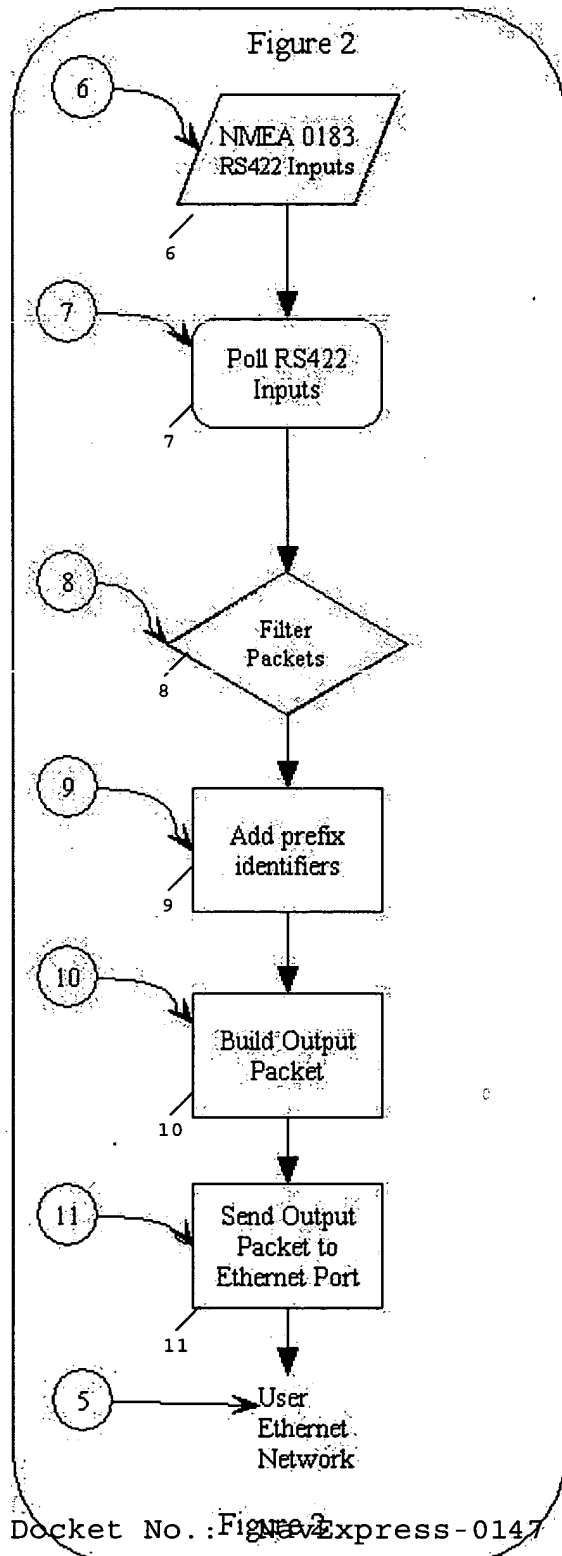 Figure 2
6
NMEA 0183
RS422 Inputs
6
7
Poll RS422
Inputs
7
8
Filter
Packets
8
9
Add prefix
identifiers
9
10
Build Output
Packet
10
11
Send Output
Packet to
Ethernet Port
11
5
User
Ethernet
Network
Figure 2
Docket No.: NavExpress-0147